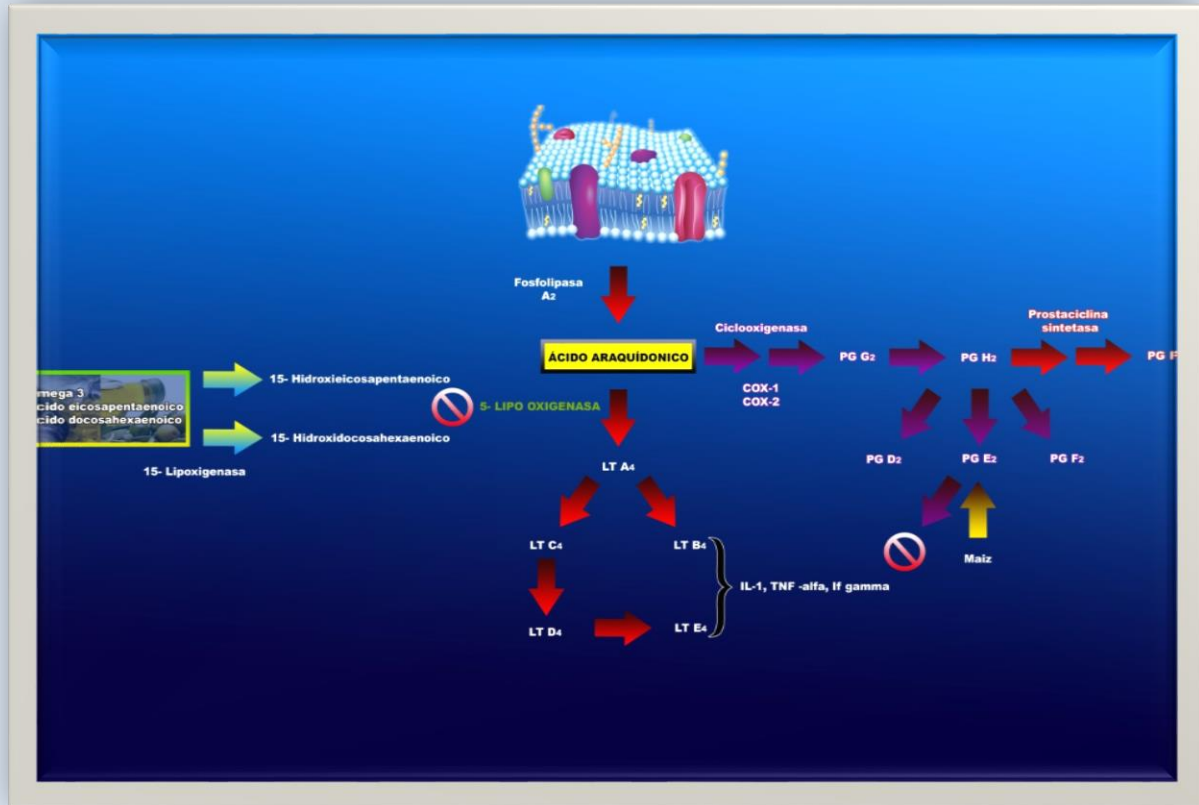 Fosfolipasa
A2
ÁCIDO ARAQUÍDONICO
Ciclooxigenasa
COX-1
COX-2
PG G2
PG H2
Prostaciclina
sintetasa
PG
mega 3
cido eicosapentaenoico
cido docosahexaenoico
15- Hidroxieicosapentaenoico
15- Hidroxidocosahexaenoico
15- Lipoxigenasa
5- LIPO OXIGENASA
LT A4
LT C4
LT B4
LT D4
LT E4
IL-1, TNF -alfa, If gamma
PG D2
PG E2
PG F2
Maiz